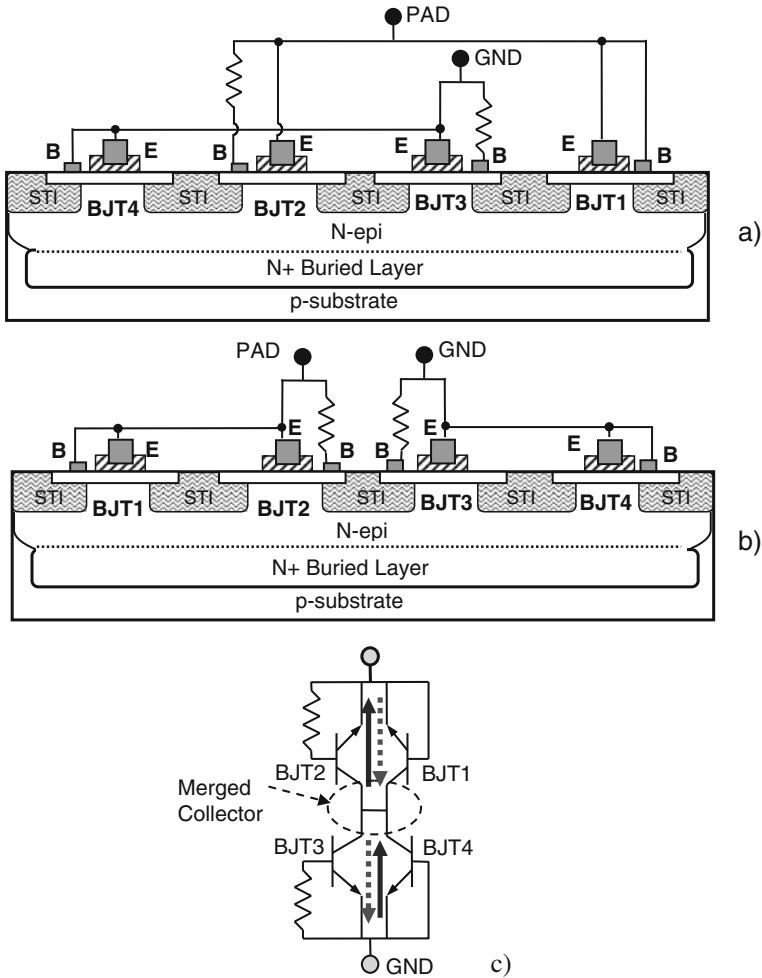 PAD
GND
B E B E E B E B
STI BJT4 STI BJT2 STI BJT3 STI BJT1 STI
N-epi
N+ Buried Layer
p-substrate
a)
PAD GND
B E E B B E E B
STI BJT1 STI BJT2 STI BJT3 STI BJT4 STI
N-epi
N+ Buried Layer
p-substrate
b)
BJT2 BJT1
Merged
Collector
BJT3 BJT4
GND
c)